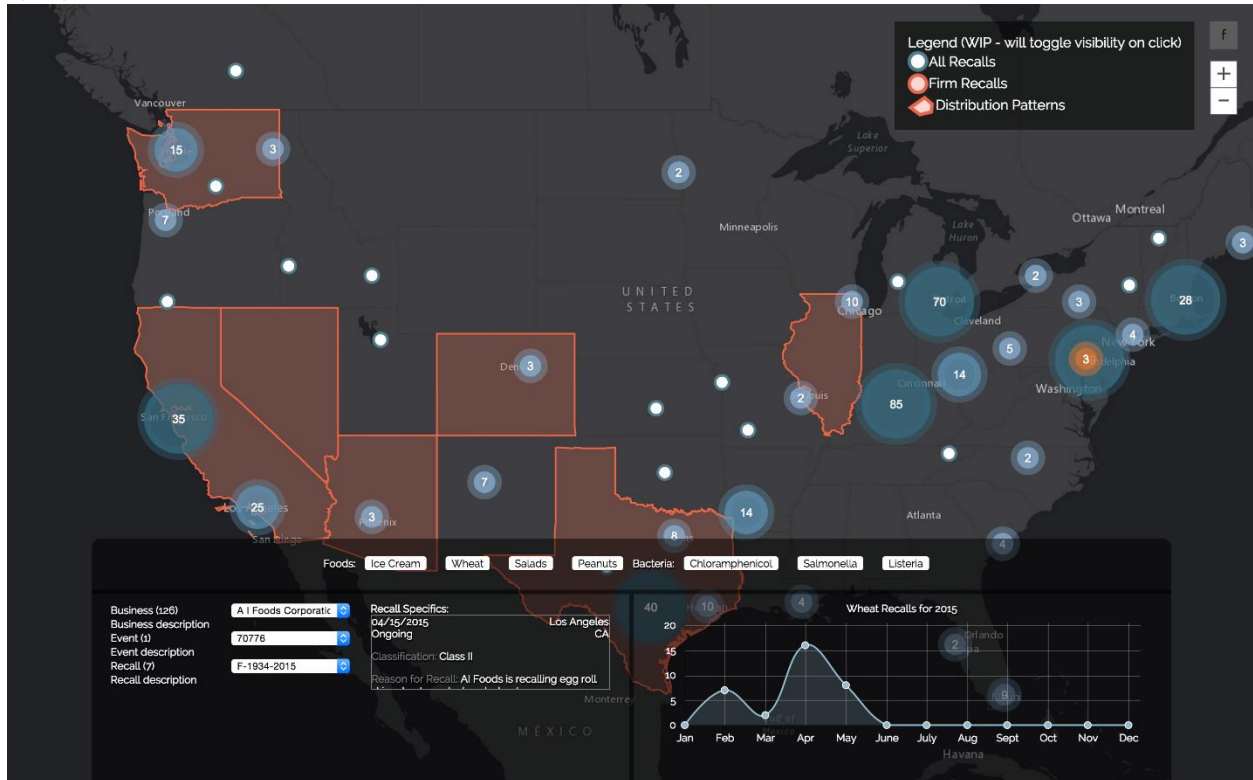 Legend (WIP - will toggle visibility on click)
All Recalls
Firm Recalls
Distribution Patterns
f
+
−
Vancouver
15
3
2
Portland
7
Minneapolis
Lake
Superior
Ottawa
Montreal
Lake
Huron
3
2
UNITED
STATES
10
Chicago
70
Cleveland
3
28
4
New York
5
3
Washington
Denver
3
14
Cincinnati
2
85
San Francisco
35
2
7
25
Los Angeles
3
Phoenix
14
Atlanta
San Diego
8
4
Foods:
Ice Cream
Wheat
Salads
Peanuts
Bacteria:
Chloramphenicol
Salmonella
Listeria
Business (126)
A I Foods Corporatic
Business description
Event (1)
70776
Event description
Recall (7)
F-1934-2015
Recall description
Recall Specifics:
04/15/2015
Los Angeles
Ongoing
CA
Classification: Class II
Reason for Recall: AI Foods is recalling egg roll
40
10
4
Wheat Recalls for 2015
20
15
10
5
0
Jan Feb Mar Apr May June July Aug Sept Oct Nov Dec
Orlando
2
9
Gulf of
Mexico
Monterrey
MÉXICO
Havana